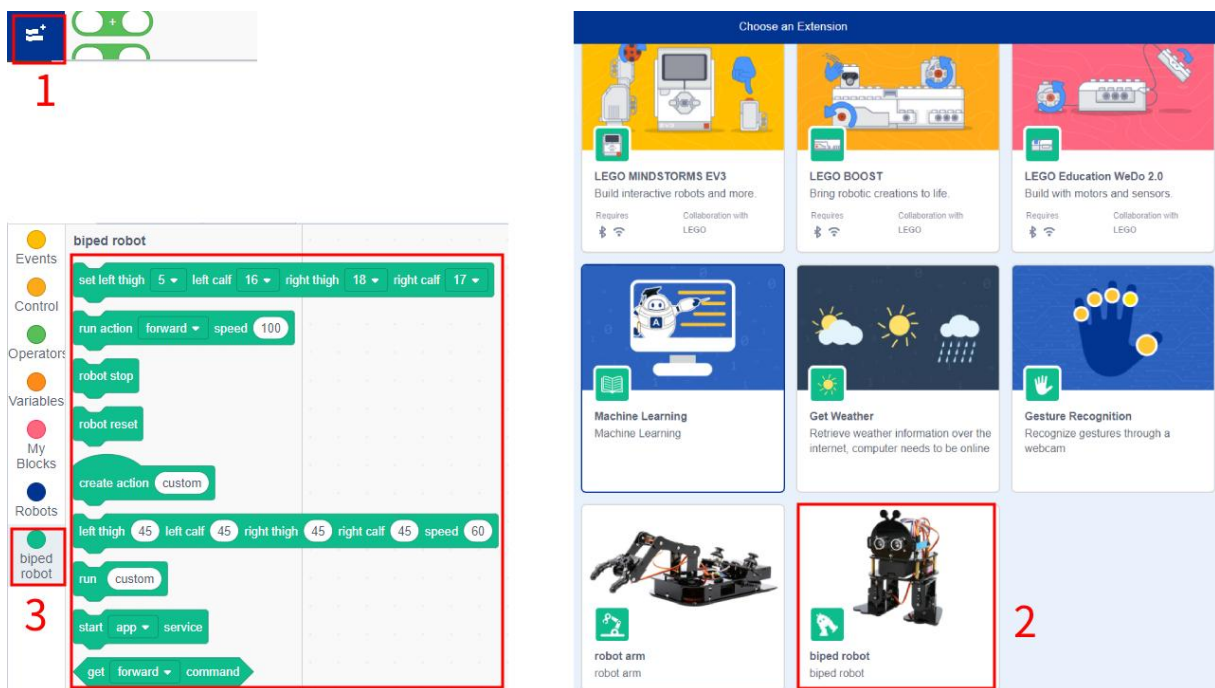 +
1
Events
Control
Operators
Variables
My
Blocks
Robots
biped
robot
3
biped robot
set left thigh 5 left calf 16 right thigh 18 right calf 17
run action forward speed 100
robot stop
robot reset
create action custom
left thigh 45 left calf 45 right thigh 45 right calf 45 speed 60
run custom
start app service
get forward command
Choose an Extension
LEGO MINDSTORMS EV3
Build interactive robots and more.
Requires
Collaboration with
LEGO
LEGO BOOST
Bring robotic creations to life.
Requires
Collaboration with
LEGO
LEGO Education WeDo 2.0
Build with motors and sensors.
Requires
Collaboration with
LEGO
A
Machine Learning
Machine Learning
Get Weather
Retrieve weather information over the
internet, computer needs to be online
Gesture Recognition
Recognize gestures through a
webcam
robot arm
robot arm
biped robot
biped robot
2